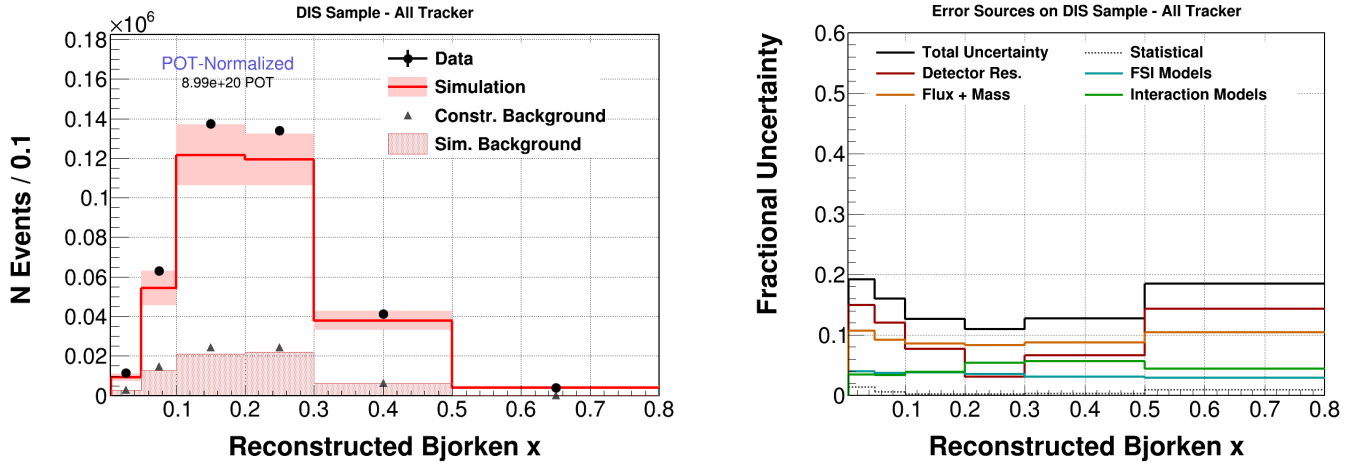 DIS Sample - All Tracker
×10^6
0.18
0.16
0.14
0.12
0.1
0.08
0.06
0.04
0.02
0
N Events / 0.1
POT-Normalized
8.99e+20 POT
Data
Simulation
Constr. Background
Sim. Background
0.1 0.2 0.3 0.4 0.5 0.6 0.7 0.8
Reconstructed Bjorken x
Error Sources on DIS Sample - All Tracker
0.6
0.5
0.4
0.3
0.2
0.1
0
Fractional Uncertainty
Total Uncertainty
Detector Res.
Flux + Mass
Statistical
FSI Models
Interaction Models
0.1 0.2 0.3 0.4 0.5 0.6 0.7 0.8
Reconstructed Bjorken x